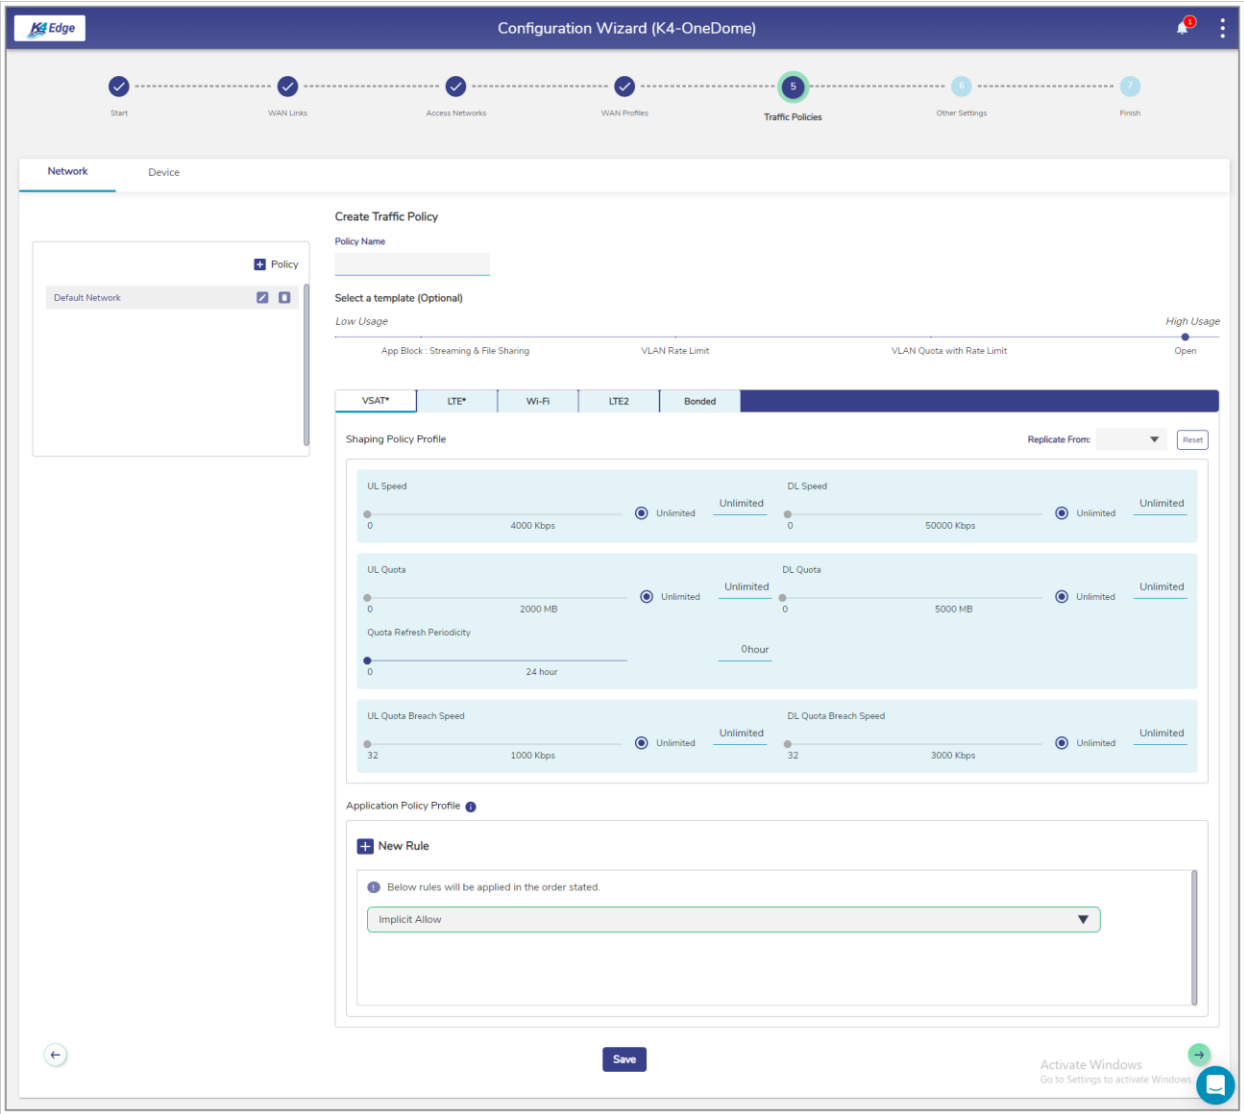 K4 Edge
Configuration Wizard (K4-OneDome)
1
5
6
7
Start
WAN Links
Access Networks
WAN Profiles
Traffic Policies
Other Settings
Finish
Network
Device
Create Traffic Policy
Policy Name
+ Policy
Default Network
Select a template (Optional)
Low Usage
High Usage
App Block : Streaming & File Sharing
VLAN Rate Limit
VLAN Quota with Rate Limit
Open
VSAT*
LTE*
Wi-Fi
LTE2
Bonded
Shaping Policy Profile
Replicate From:
Reset
UL Speed
0
4000 Kbps
Unlimited
Unlimited
DL Speed
0
50000 Kbps
Unlimited
Unlimited
UL Quota
0
2000 MB
Unlimited
Unlimited
DL Quota
0
5000 MB
Unlimited
Unlimited
Quota Refresh Periodicity
0
24 hour
0hour
UL Quota Breach Speed
32
1000 Kbps
Unlimited
Unlimited
DL Quota Breach Speed
32
3000 Kbps
Unlimited
Unlimited
Application Policy Profile
+ New Rule
Below rules will be applied in the order stated.
Implicit Allow
Save
Activate Windows
Go to Settings to activate Windows.